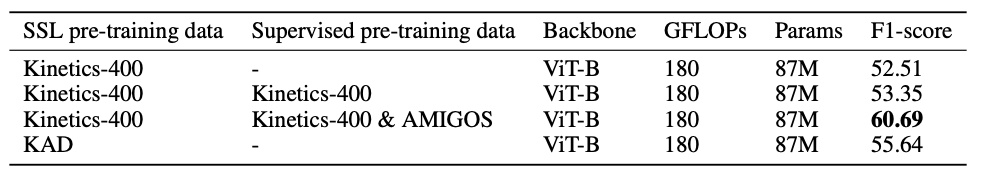 SSL pre-training data Supervised pre-training data Backbone GFLOPs Params F1-score
Kinetics-400 - ViT-B 180 87M 52.51
Kinetics-400 Kinetics-400 ViT-B 180 87M 53.35
Kinetics-400 Kinetics-400 & AMIGOS ViT-B 180 87M 60.69
KAD - ViT-B 180 87M 55.64